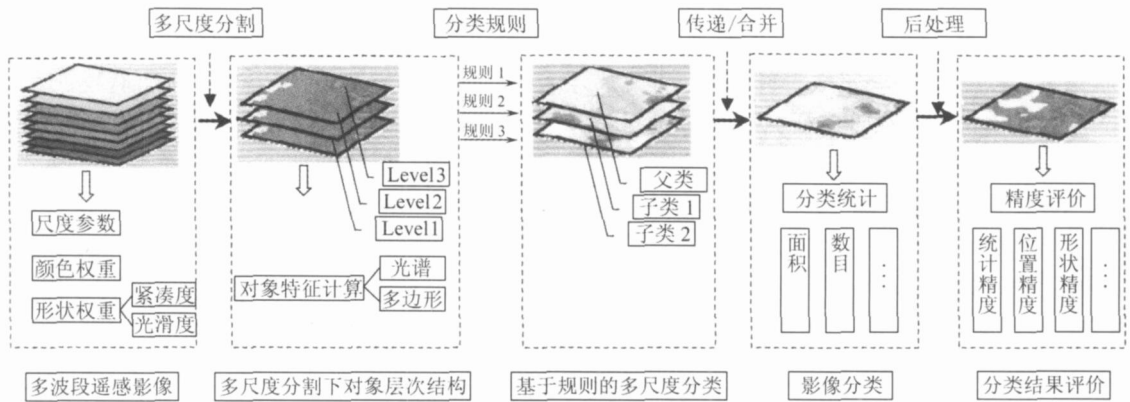 多尺度分割
分类规则
传递/合并
后处理
规则 1
规则 2
规则 3
Level3
Level2
Level1
父类
子类 1
子类 2
尺度参数
颜色权重
形状权重
紧凑度
光滑度
对象特征计算
光谱
多边形
分类统计
面积
数目
...
精度评价
统计精度
位置精度
形状精度
...
多波段遥感影像
多尺度分割下对象层次结构
基于规则的多尺度分类
影像分类
分类结果评价